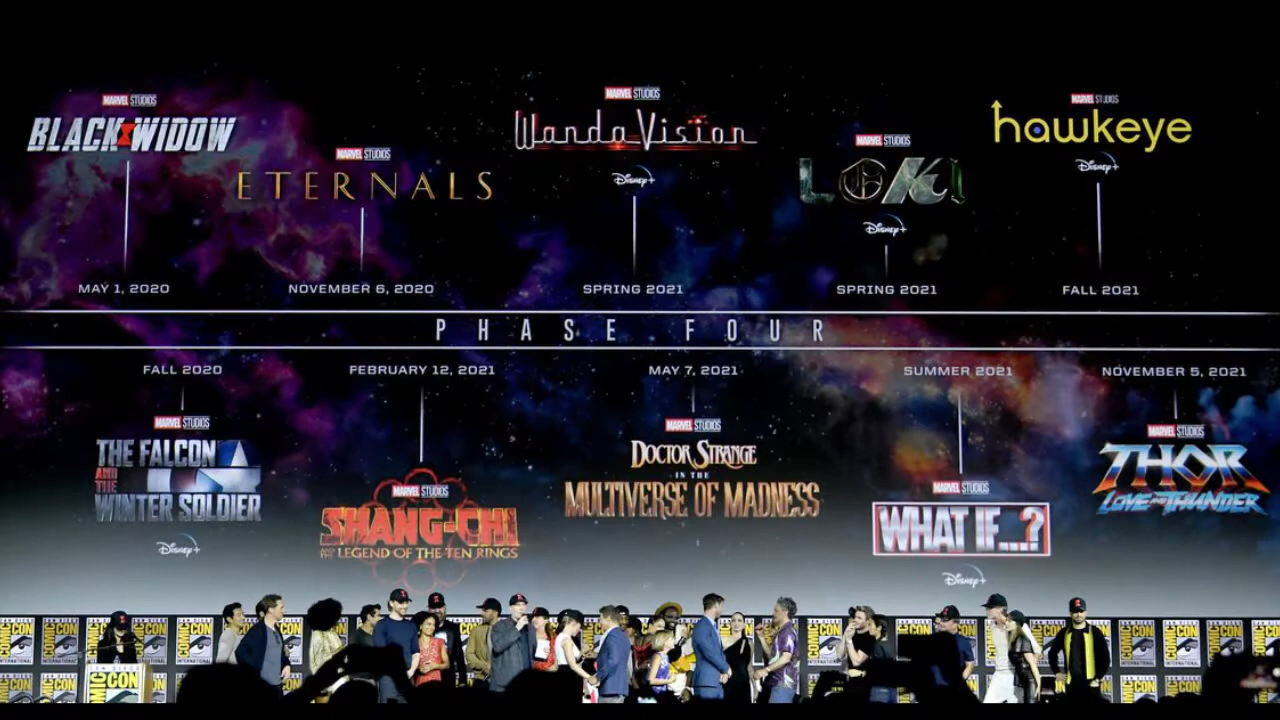 MARVEL STUDIOS
BLACK WIDOW
MAY 1, 2020
MARVEL STUDIOS
ETERNALS
NOVEMBER 6, 2020
MARVEL STUDIOS
WandaVision
Disney+
SPRING 2021
MARVEL STUDIOS
LOKI
Disney+
SPRING 2021
MARVEL STUDIOS
hawkeye
Disney+
FALL 2021
PHASE FOUR
FALL 2020
MARVEL STUDIOS
THE FALCON
AND THE
WINTER SOLDIER
Disney+
FEBRUARY 12, 2021
MARVEL STUDIOS
SHANG-CHI
AND THE LEGEND OF THE TEN RINGS
MAY 7, 2021
MARVEL STUDIOS
DOCTOR STRANGE
IN THE
MULTIVERSE OF MADNESS
SUMMER 2021
MARVEL STUDIOS
WHAT IF...?
Disney+
NOVEMBER 5, 2021
MARVEL STUDIOS
THOR
LOVE AND THUNDER
SAN DIEGO
COMIC CON
INTERNATIONAL